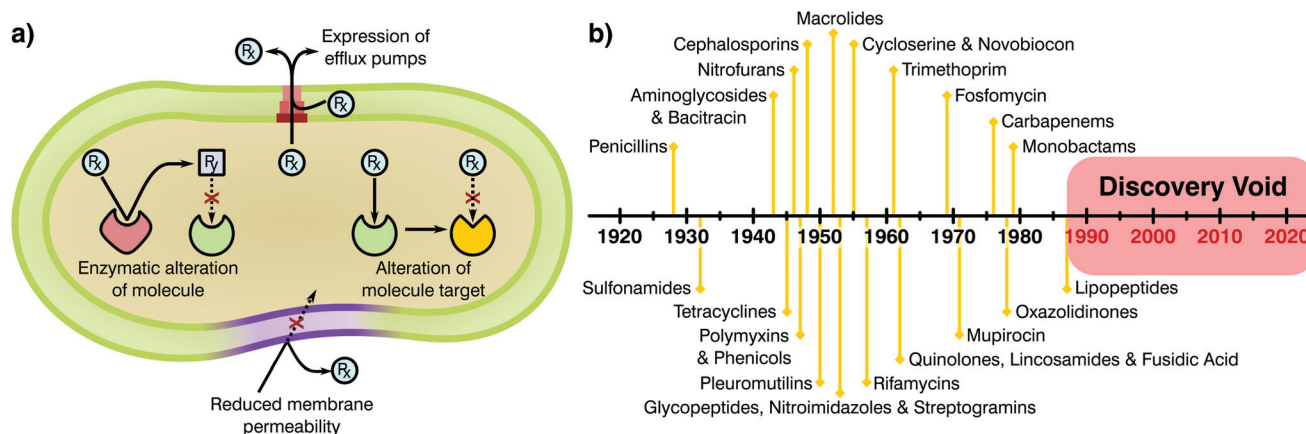 a)
Rx
Expression of
efflux pumps
Rx
Rx
Ry
Rx
Rx
Rx
Rx
Enzymatic alteration
of molecule
Alteration of
molecule target
Rx
Reduced membrane
permeability
b)
Macrolides
Cephalosporins
Cycloserine & Novobiocon
Nitrofurans
Trimethoprim
Aminoglycosides
& Bacitracin
Fosfomycin
Carbapenems
Penicillins
Monobactams
Discovery Void
1920 1930 1940 1950 1960 1970 1980 1990 2000 2010 2020
Sulfonamides
Lipopeptides
Tetracyclines
Oxazolidinones
Polymyxins
& Phenicols
Mupirocin
Quinolones, Lincosamides & Fusidic Acid
Pleuromutilins
Rifamycins
Glycopeptides, Nitroimidazoles & Streptogramins